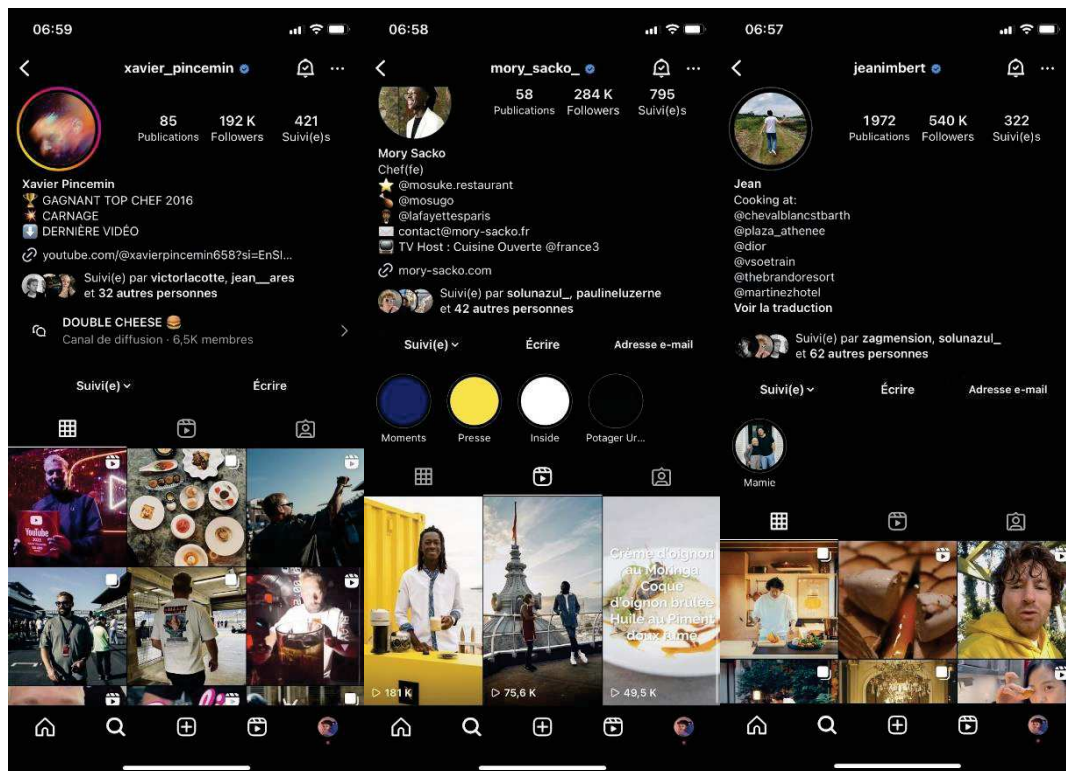 06:59
xavier_pincemin
85
192 K
421
Publications
Followers
Suivi(e)s
Xavier Pincemin
🏆 GAGNANT TOP CHEF 2016
💥 CARNAGE
⬇️ DERNIÈRE VIDÉO
youtube.com/@xavierpincemin658?si=EnSI...
Suivi(e) par victorlacotte, jean__ares
et 32 autres personnes
DOUBLE CHEESE 🍔
Canal de diffusion · 6,5K membres
Suivi(e)
Écrire
YouTube
06:58
mory_sacko_
58
284 K
795
Publications
Followers
Suivi(e)s
Mory Sacko
Chef(fe)
⭐ @mosuke.restaurant
🍗 @mosugo
@lafayettesparis
✉️ contact@mory-sacko.fr
📺 TV Host : Cuisine Ouverte @france3
mory-sacko.com
Suivi(e) par solunazul_, paulineluzerne
et 42 autres personnes
Suivi(e)
Écrire
Adresse e-mail
Moments
Presse
Inside
Potager Ur...
Crème d'oignon
au Moringa
Coque
d'oignon brulée
Huile au Piment
doux fumé
181 K
75,6 K
49,5 K
06:57
jeanimbert
1972
540 K
322
Publications
Followers
Suivi(e)s
Jean
Cooking at:
@chevalblancstbarth
@plaza_athenee
@dior
@vsoetrain
@thebrandoresort
@martinezhotel
Voir la traduction
Suivi(e) par zagmension, solunazul_
et 62 autres personnes
Suivi(e)
Écrire
Adresse e-mail
Mamie